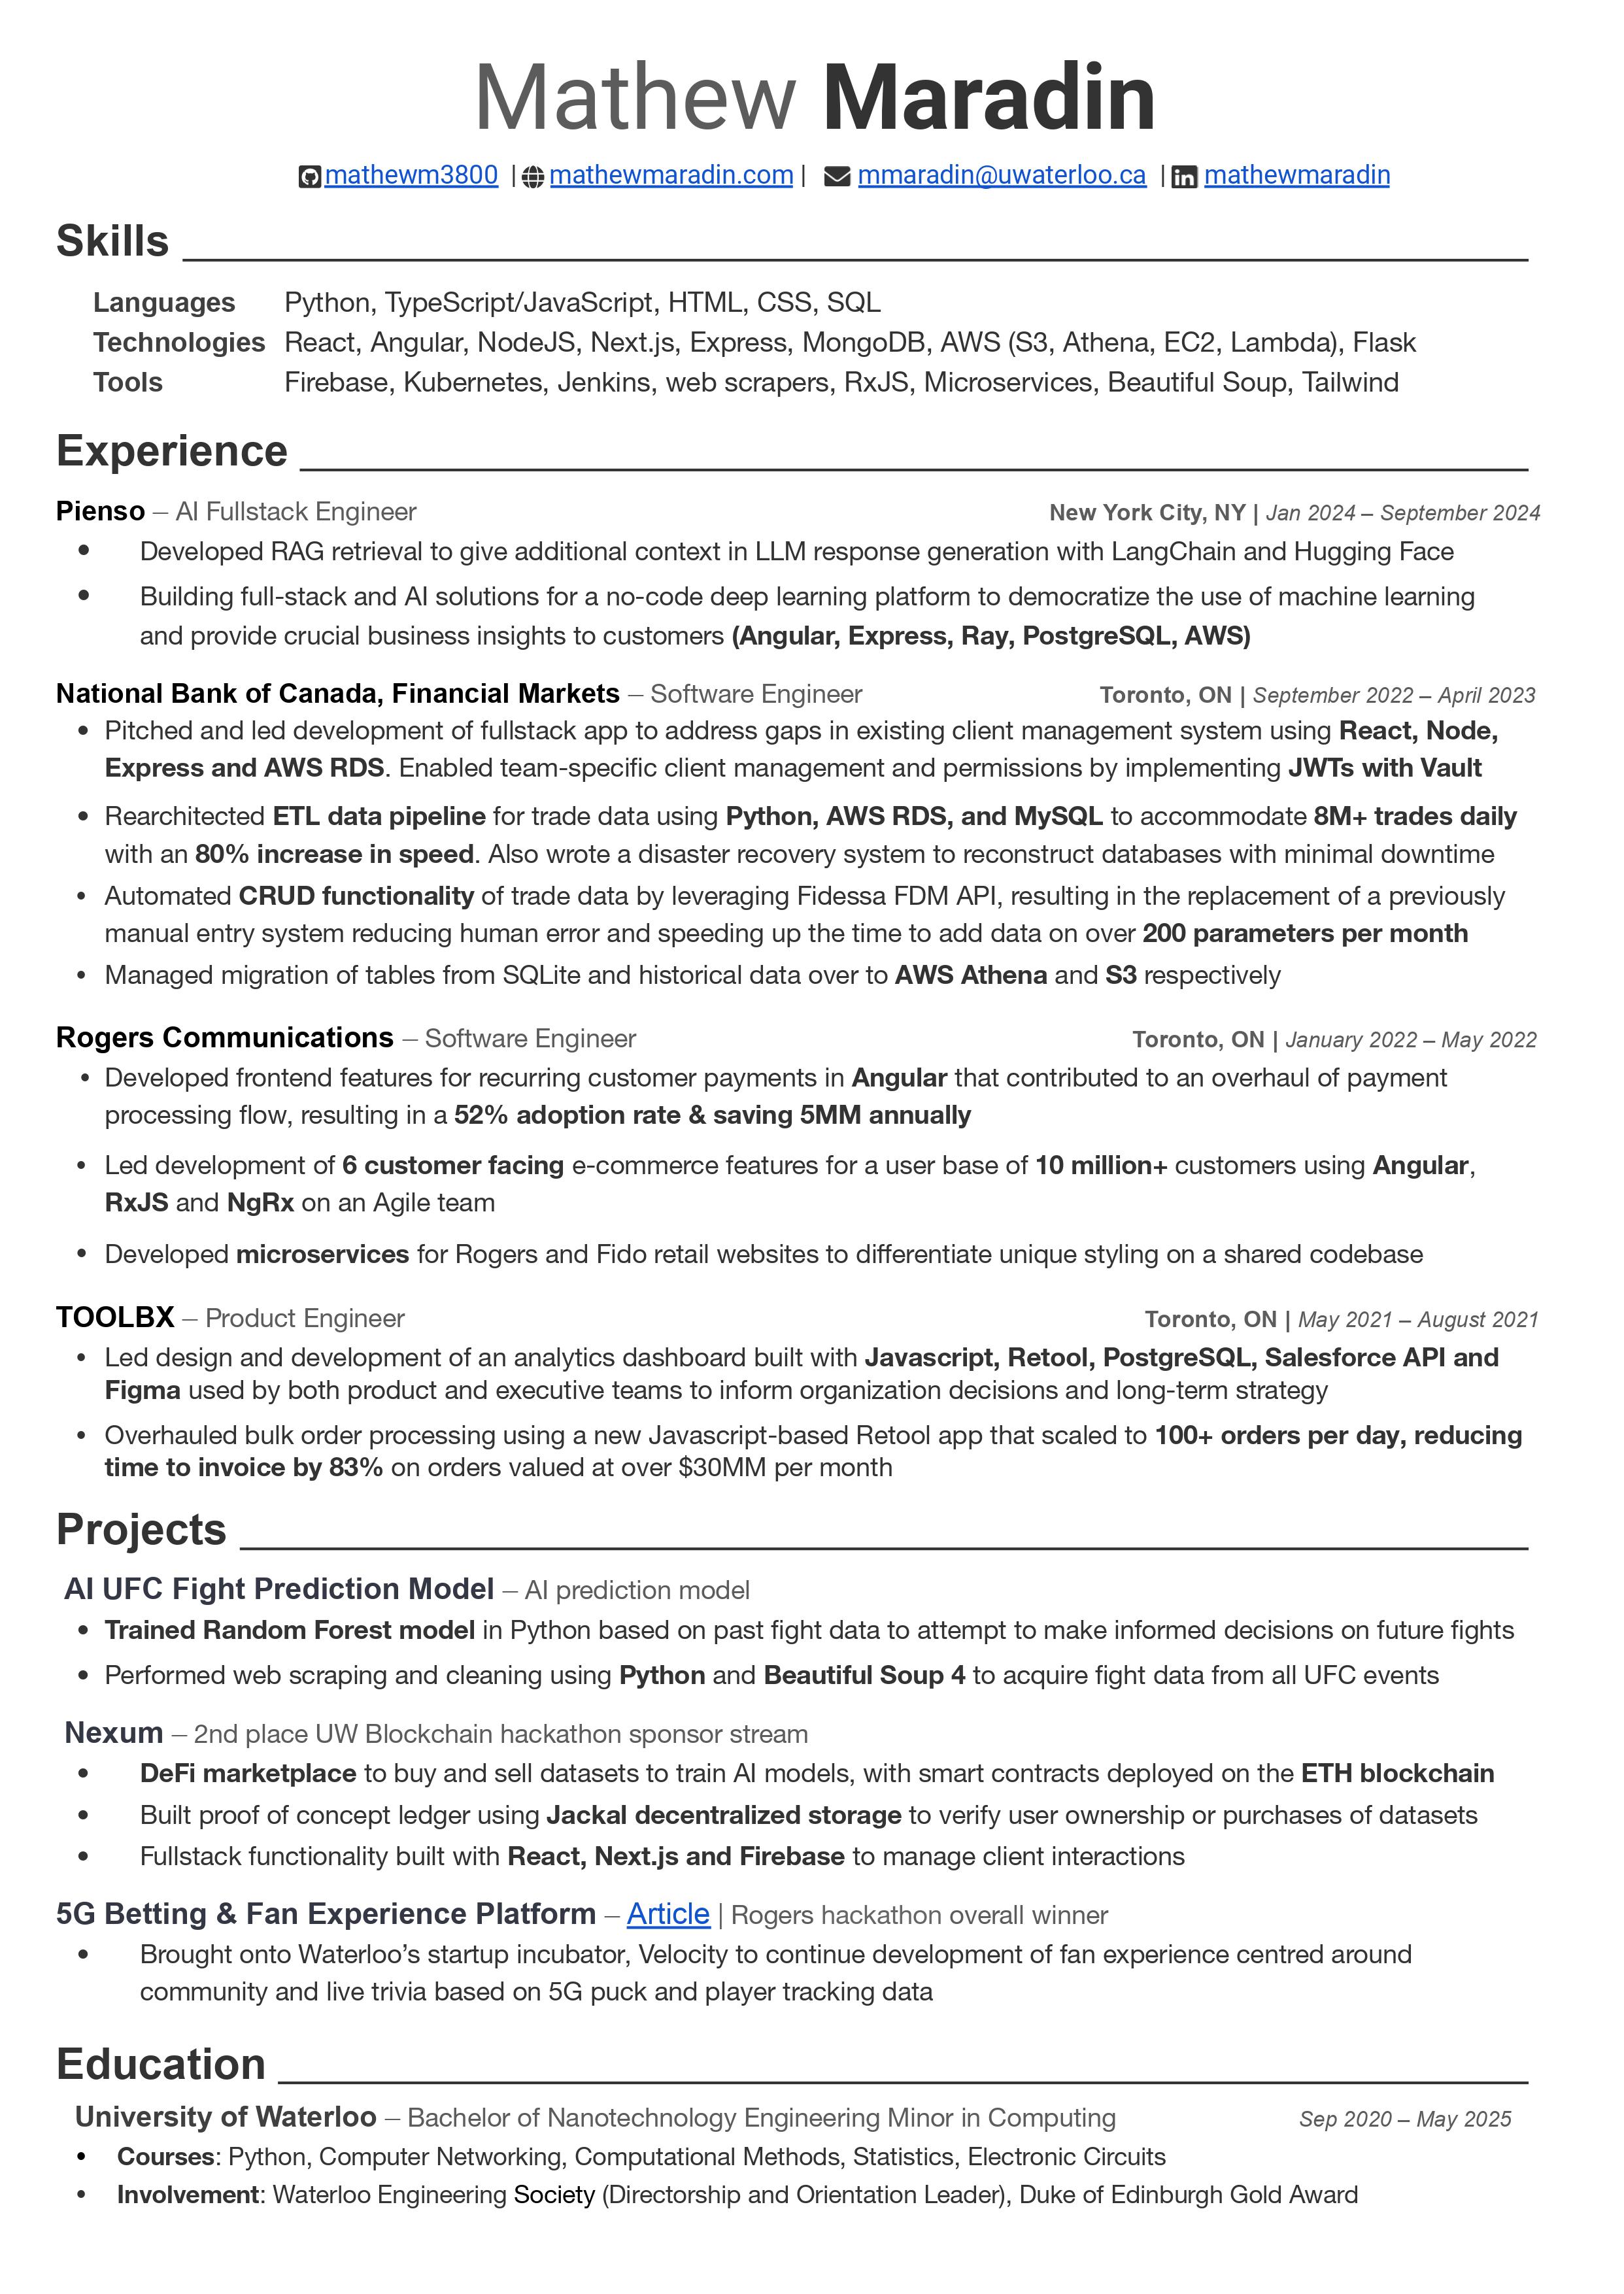 Mathew Maradin
mathewm3800 | mathewmaradin.com | mmaradin@uwaterloo.ca | mathewmaradin
Skills
Languages Python, TypeScript/JavaScript, HTML, CSS, SQL
Technologies React, Angular, NodeJS, Next.js, Express, MongoDB, AWS (S3, Athena, EC2, Lambda), Flask
Tools Firebase, Kubernetes, Jenkins, web scrapers, RxJS, Microservices, Beautiful Soup, Tailwind
Experience
Pienso – AI Fullstack Engineer New York City, NY | Jan 2024 – September 2024
• Developed RAG retrieval to give additional context in LLM response generation with LangChain and Hugging Face
• Building full-stack and AI solutions for a no-code deep learning platform to democratize the use of machine learning
and provide crucial business insights to customers (Angular, Express, Ray, PostgreSQL, AWS)
National Bank of Canada, Financial Markets – Software Engineer Toronto, ON | September 2022 – April 2023
• Pitched and led development of fullstack app to address gaps in existing client management system using React, Node,
Express and AWS RDS. Enabled team-specific client management and permissions by implementing JWTs with Vault
• Rearchitected ETL data pipeline for trade data using Python, AWS RDS, and MySQL to accommodate 8M+ trades daily
with an 80% increase in speed. Also wrote a disaster recovery system to reconstruct databases with minimal downtime
• Automated CRUD functionality of trade data by leveraging Fidessa FDM API, resulting in the replacement of a previously
manual entry system reducing human error and speeding up the time to add data on over 200 parameters per month
• Managed migration of tables from SQLite and historical data over to AWS Athena and S3 respectively
Rogers Communications – Software Engineer Toronto, ON | January 2022 – May 2022
• Developed frontend features for recurring customer payments in Angular that contributed to an overhaul of payment
processing flow, resulting in a 52% adoption rate & saving 5MM annually
• Led development of 6 customer facing e-commerce features for a user base of 10 million+ customers using Angular,
RxJS and NgRx on an Agile team
• Developed microservices for Rogers and Fido retail websites to differentiate unique styling on a shared codebase
TOOLBX – Product Engineer Toronto, ON | May 2021 – August 2021
• Led design and development of an analytics dashboard built with Javascript, Retool, PostgreSQL, Salesforce API and
Figma used by both product and executive teams to inform organization decisions and long-term strategy
• Overhauled bulk order processing using a new Javascript-based Retool app that scaled to 100+ orders per day, reducing
time to invoice by 83% on orders valued at over $30MM per month
Projects
AI UFC Fight Prediction Model – AI prediction model
• Trained Random Forest model in Python based on past fight data to attempt to make informed decisions on future fights
• Performed web scraping and cleaning using Python and Beautiful Soup 4 to acquire fight data from all UFC events
Nexum – 2nd place UW Blockchain hackathon sponsor stream
• DeFi marketplace to buy and sell datasets to train AI models, with smart contracts deployed on the ETH blockchain
• Built proof of concept ledger using Jackal decentralized storage to verify user ownership or purchases of datasets
• Fullstack functionality built with React, Next.js and Firebase to manage client interactions
5G Betting & Fan Experience Platform – Article | Rogers hackathon overall winner
• Brought onto Waterloo’s startup incubator, Velocity to continue development of fan experience centred around
community and live trivia based on 5G puck and player tracking data
Education
University of Waterloo – Bachelor of Nanotechnology Engineering Minor in Computing Sep 2020 – May 2025
• Courses: Python, Computer Networking, Computational Methods, Statistics, Electronic Circuits
• Involvement: Waterloo Engineering Society (Directorship and Orientation Leader), Duke of Edinburgh Gold Award